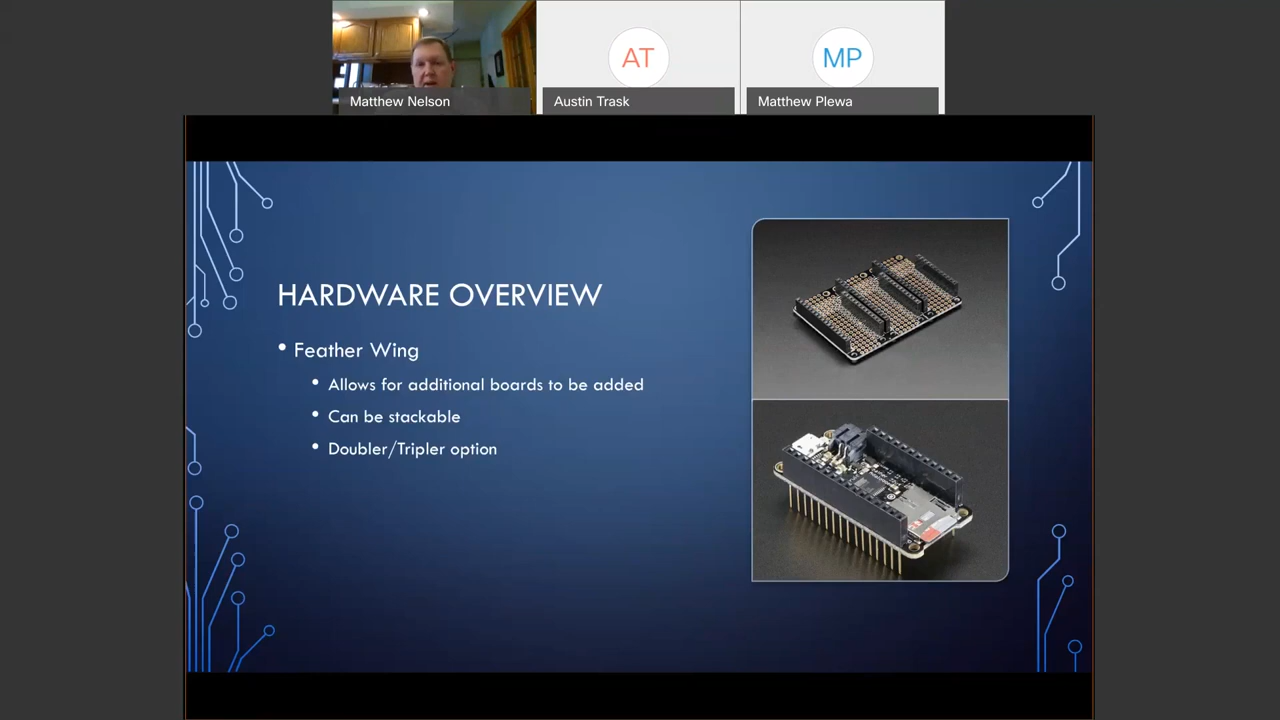 AT
MP
Matthew Nelson
Austin Trask
Matthew Plewa
HARDWARE OVERVIEW
• Feather Wing
• Allows for additional boards to be added
• Can be stackable
• Doubler/Tripler option